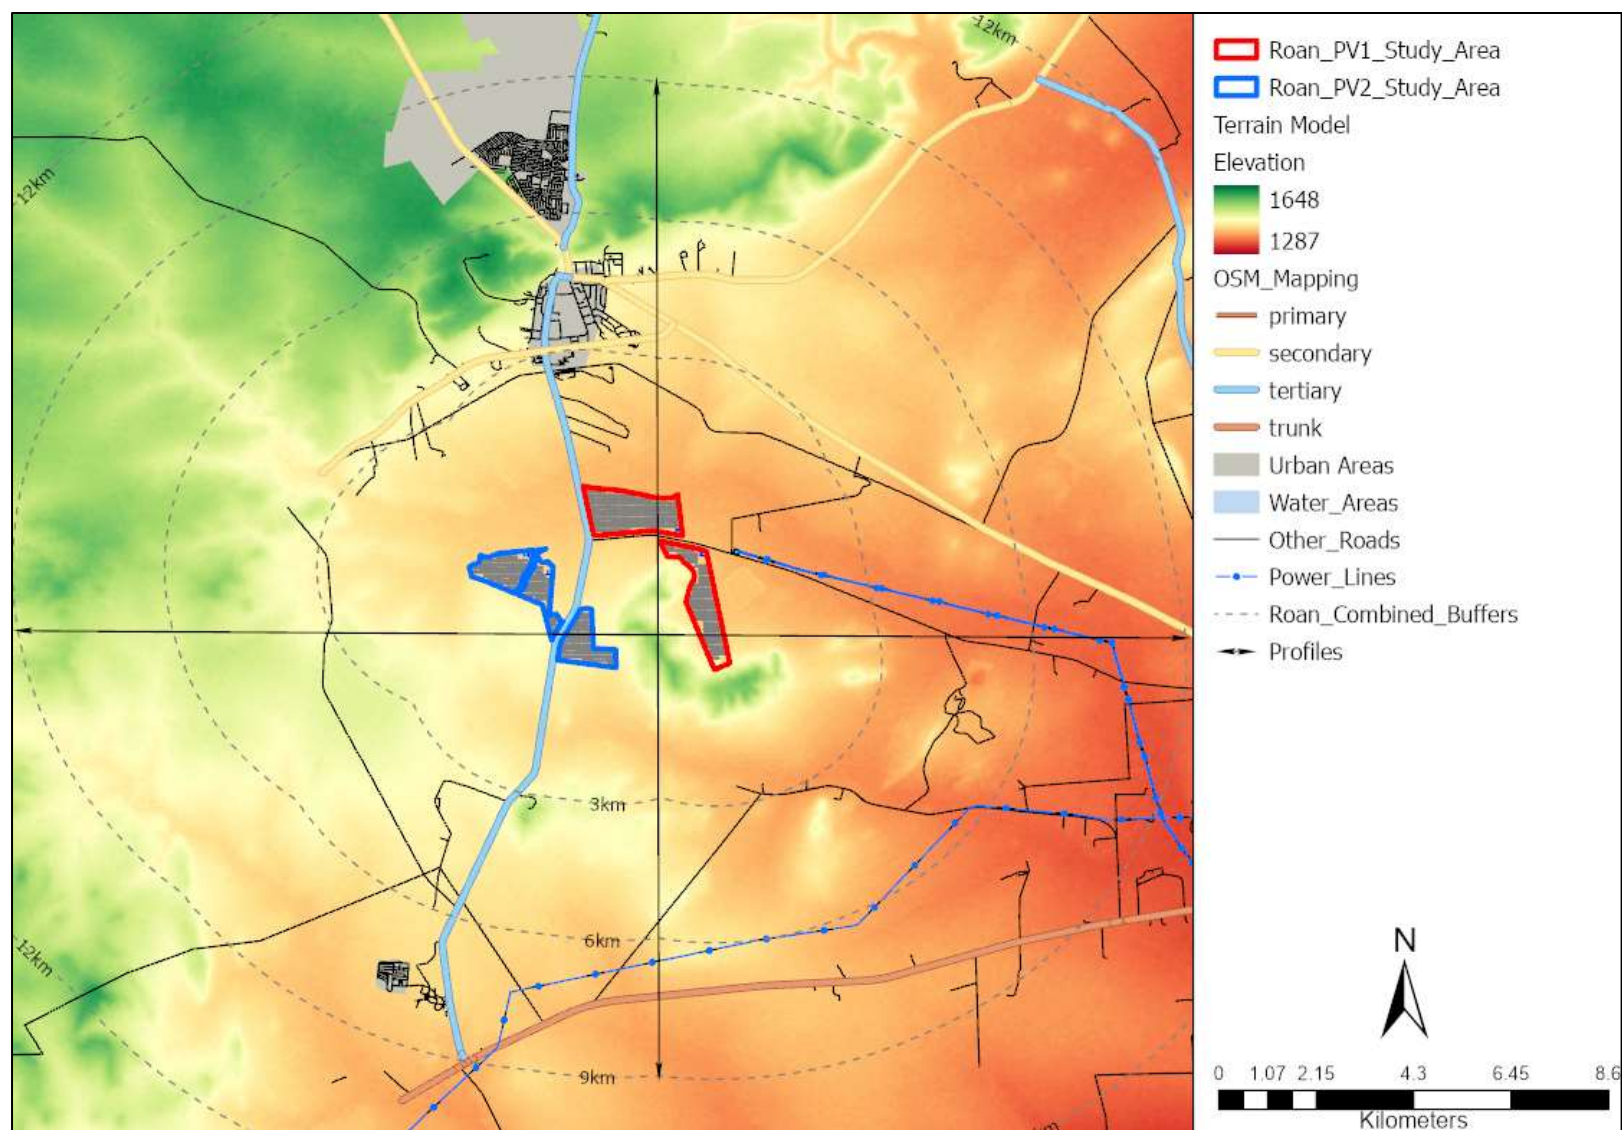 12km
12km
3km
6km
12km
9km
km
Roan_PV1_Study_Area
Roan_PV2_Study_Area
Terrain Model
Elevation
1648
1287
OSM_Mapping
primary
secondary
tertiary
trunk
Urban Areas
Water_Areas
Other_Roads
Power_Lines
Roan_Combined_Buffers
Profiles
N
0 1.07 2.15 4.3 6.45 8.6
Kilometers